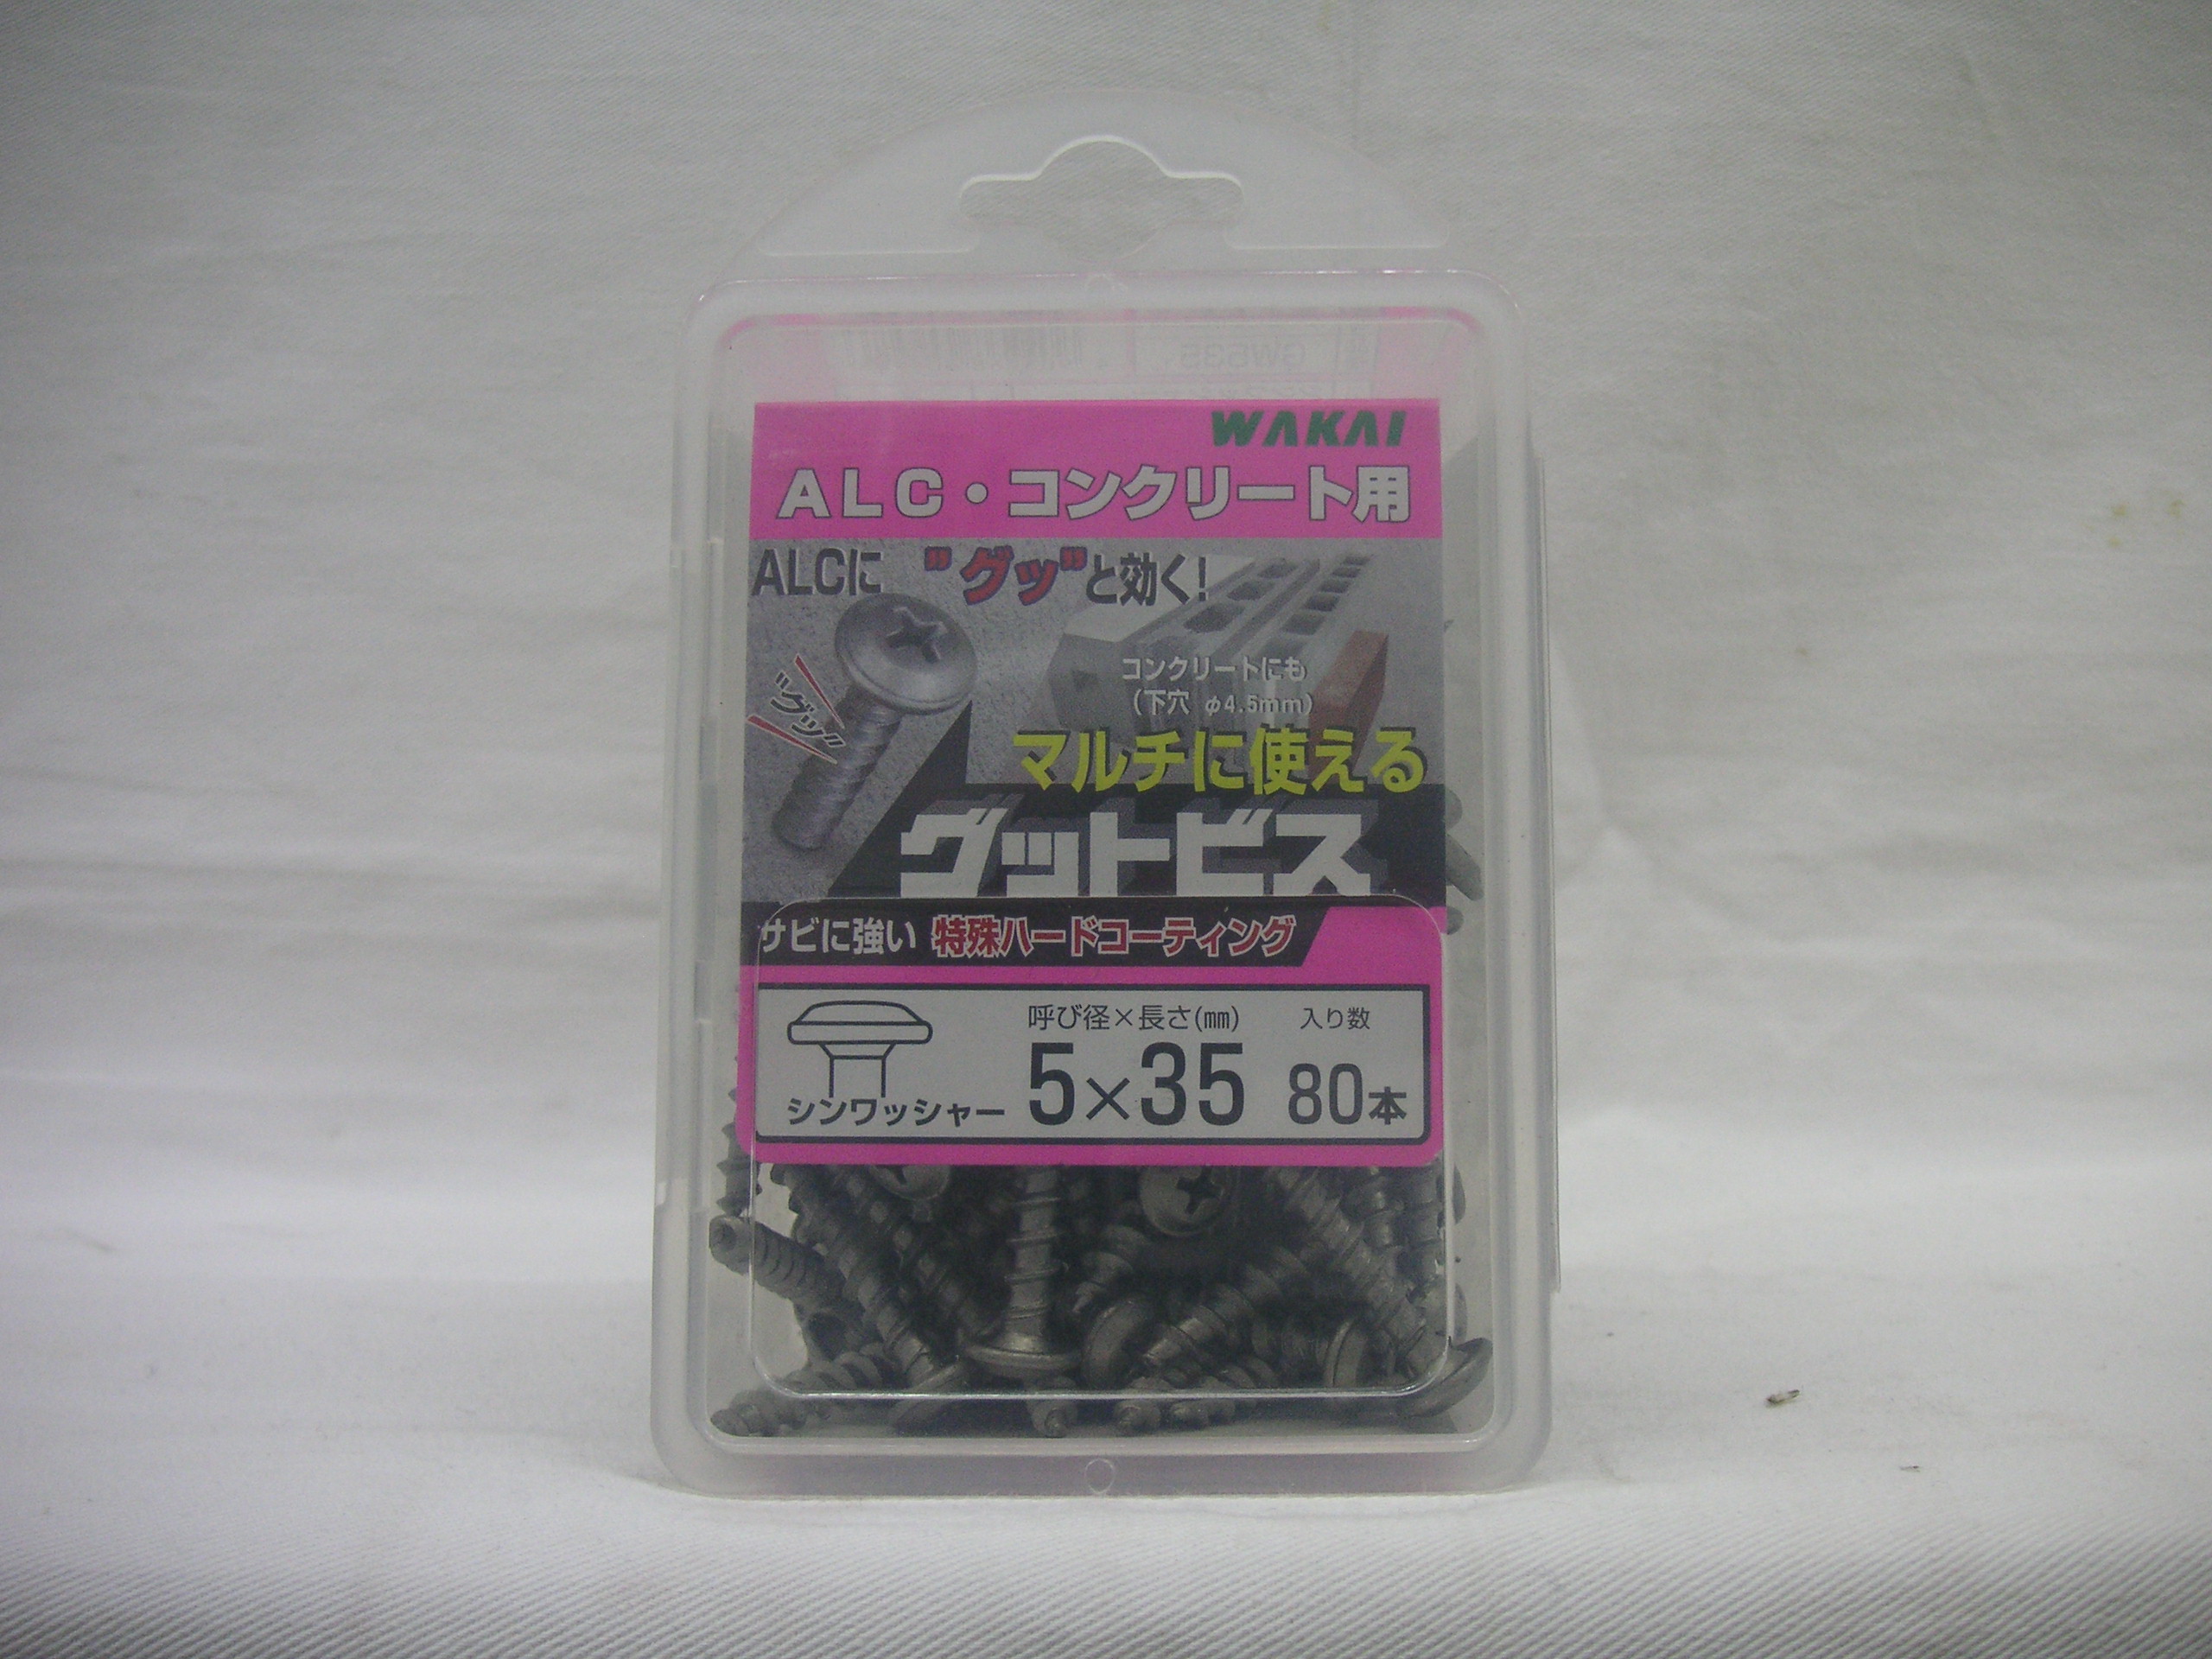 GW535
WAKAI
ALC・コンクリート用
ALCに "グッ"と効く!
"グッ"
コンクリートにも
(下穴 φ4.5mm)
マルチに使える
グットビス
サビに強い 特殊ハードコーティング
呼び径×長さ(㎜) 入り数
シンワッシャー 5×35 80本